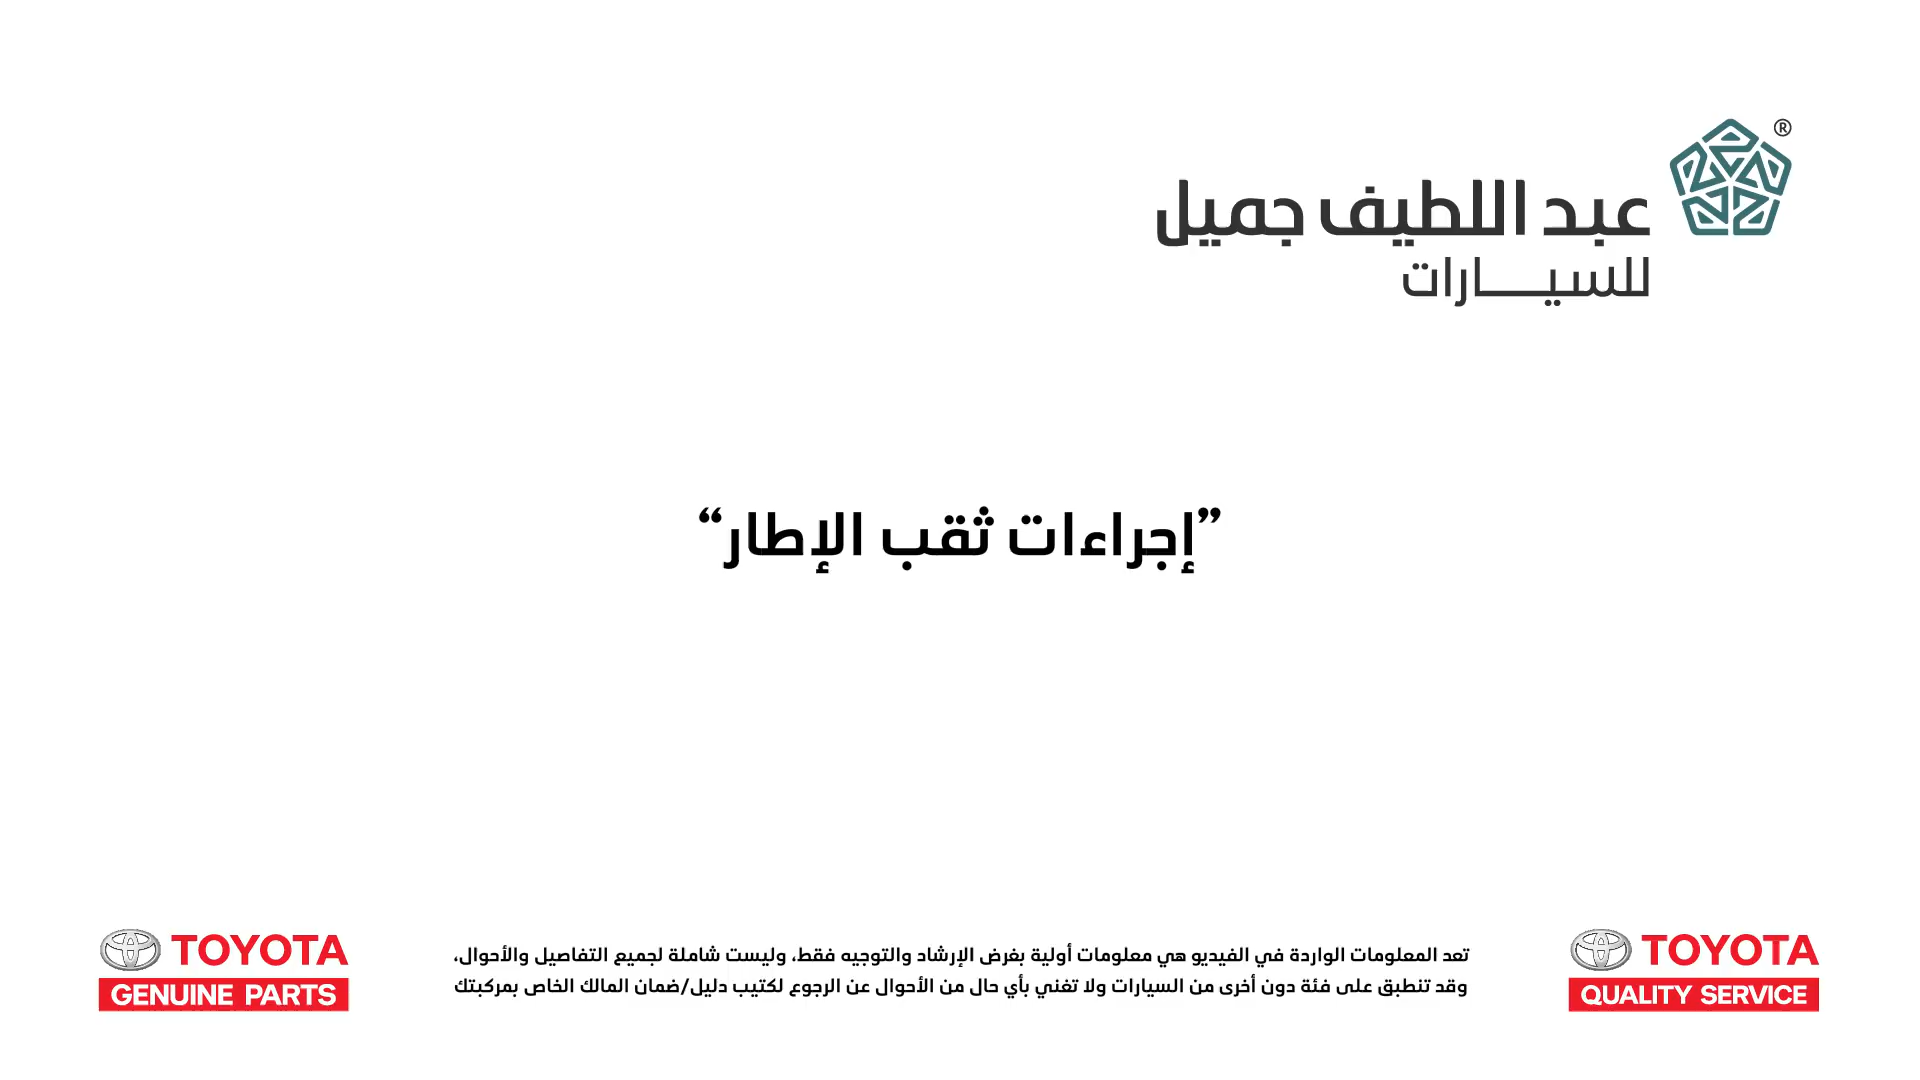 ®
عبد اللطيف جميل
للسيـــارات
”إجراءات ثقب الإطار“
TOYOTA
GENUINE PARTS
تعد المعلومات الواردة في الفيديو هي معلومات أولية بغرض الإرشاد والتوجيه فقط، وليست شاملة لجميع التفاصيل والأحوال،
وقد تنطبق على فئة دون أخرى من السيارات ولا تغني بأي حال من الأحوال عن الرجوع لكتيب دليل/ضمان المالك الخاص بمركبتك
TOYOTA
QUALITY SERVICE